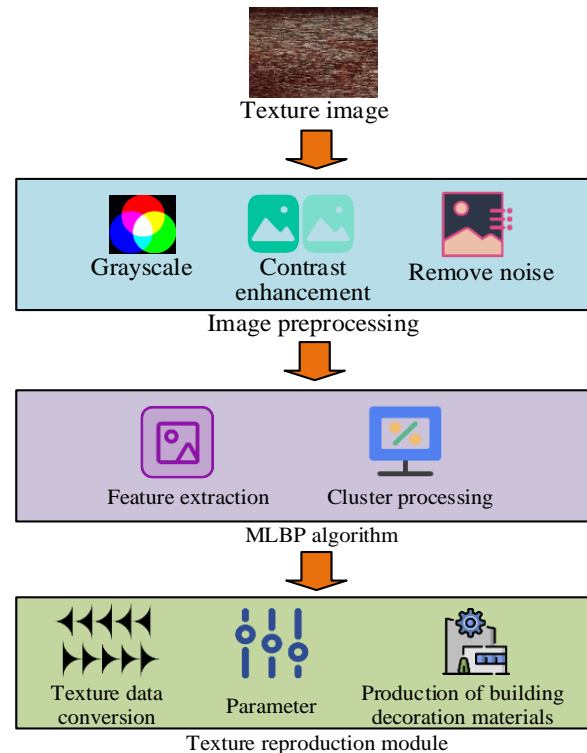 Texture image
Grayscale
Contrast
enhancement
Remove noise
Image preprocessing
Feature extraction
Cluster processing
MLBP algorithm
Texture data
conversion
Parameter
Production of building
decoration materials
Texture reproduction module